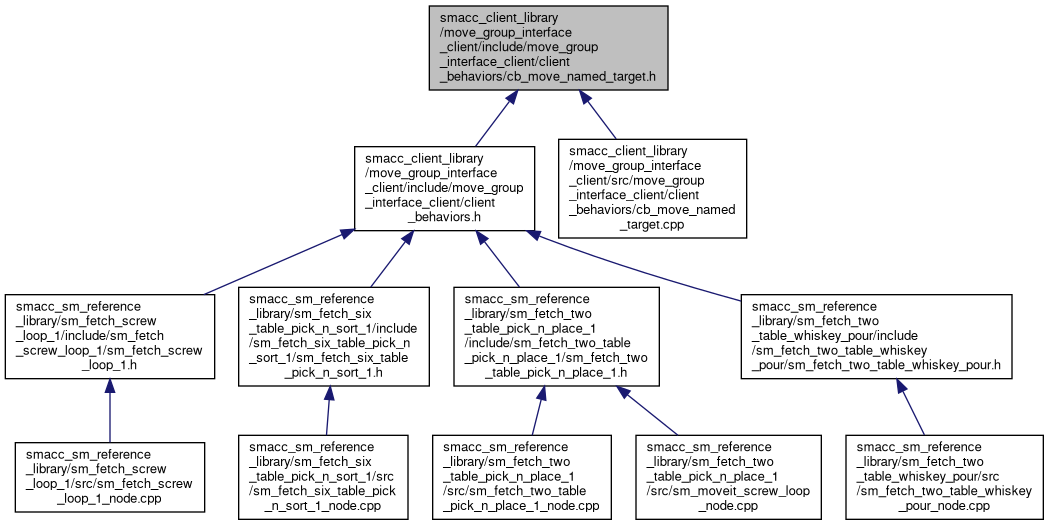 smacc_client_library
/move_group_interface
_client/include/move_group
_interface_client/client
_behaviors/cb_move_named_target.h
smacc_client_library
/move_group_interface
_client/include/move_group
_interface_client/client
_behaviors.h
smacc_client_library
/move_group_interface
_client/src/move_group
_interface_client/client
_behaviors/cb_move_named
_target.cpp
smacc_sm_reference
_library/sm_fetch_screw
_loop_1/include/sm_fetch
_screw_loop_1/sm_fetch_screw
_loop_1.h
smacc_sm_reference
_library/sm_fetch_six
_table_pick_n_sort_1/include
/sm_fetch_six_table_pick_n
_sort_1/sm_fetch_six_table
_pick_n_sort_1.h
smacc_sm_reference
_library/sm_fetch_two
_table_pick_n_place_1
/include/sm_fetch_two_table
_pick_n_place_1/sm_fetch_two
_table_pick_n_place_1.h
smacc_sm_reference
_library/sm_fetch_two
_table_whiskey_pour/include
/sm_fetch_two_table_whiskey
_pour/sm_fetch_two_table_whiskey_pour.h
smacc_sm_reference
_library/sm_fetch_screw
_loop_1/src/sm_fetch_screw
_loop_1_node.cpp
smacc_sm_reference
_library/sm_fetch_six
_table_pick_n_sort_1/src
/sm_fetch_six_table_pick
_n_sort_1_node.cpp
smacc_sm_reference
_library/sm_fetch_two
_table_pick_n_place_1
/src/sm_fetch_two_table
_pick_n_place_1_node.cpp
smacc_sm_reference
_library/sm_fetch_two
_table_pick_n_place_1
/src/sm_moveit_screw_loop
_node.cpp
smacc_sm_reference
_library/sm_fetch_two
_table_whiskey_pour/src
/sm_fetch_two_table_whiskey
_pour_node.cpp